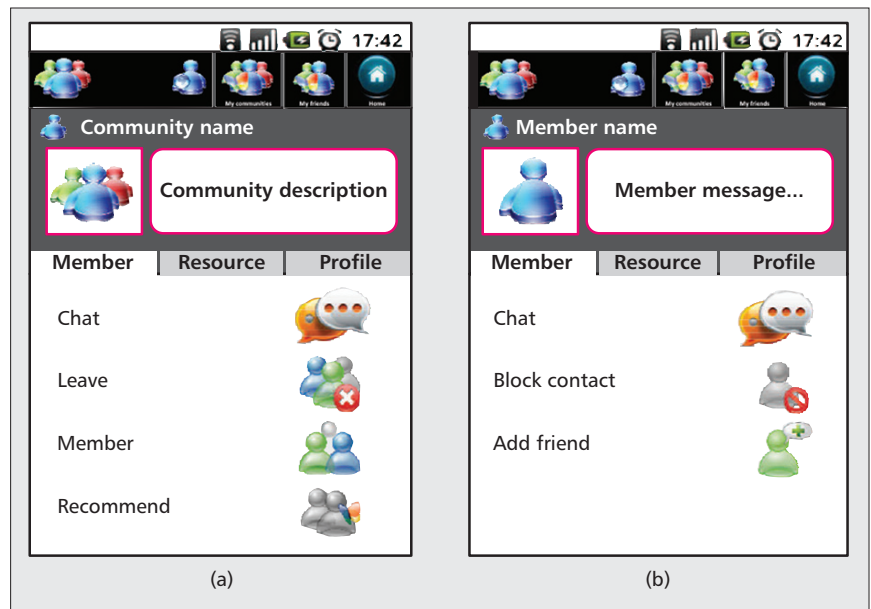 17:42
My communities
My friends
Home
Community name
Community description
Member
Resource
Profile
Chat
Leave
Member
Recommend
(a)
17:42
My communities
My friends
Home
Member name
Member message...
Member
Resource
Profile
Chat
Block contact
Add friend
(b)